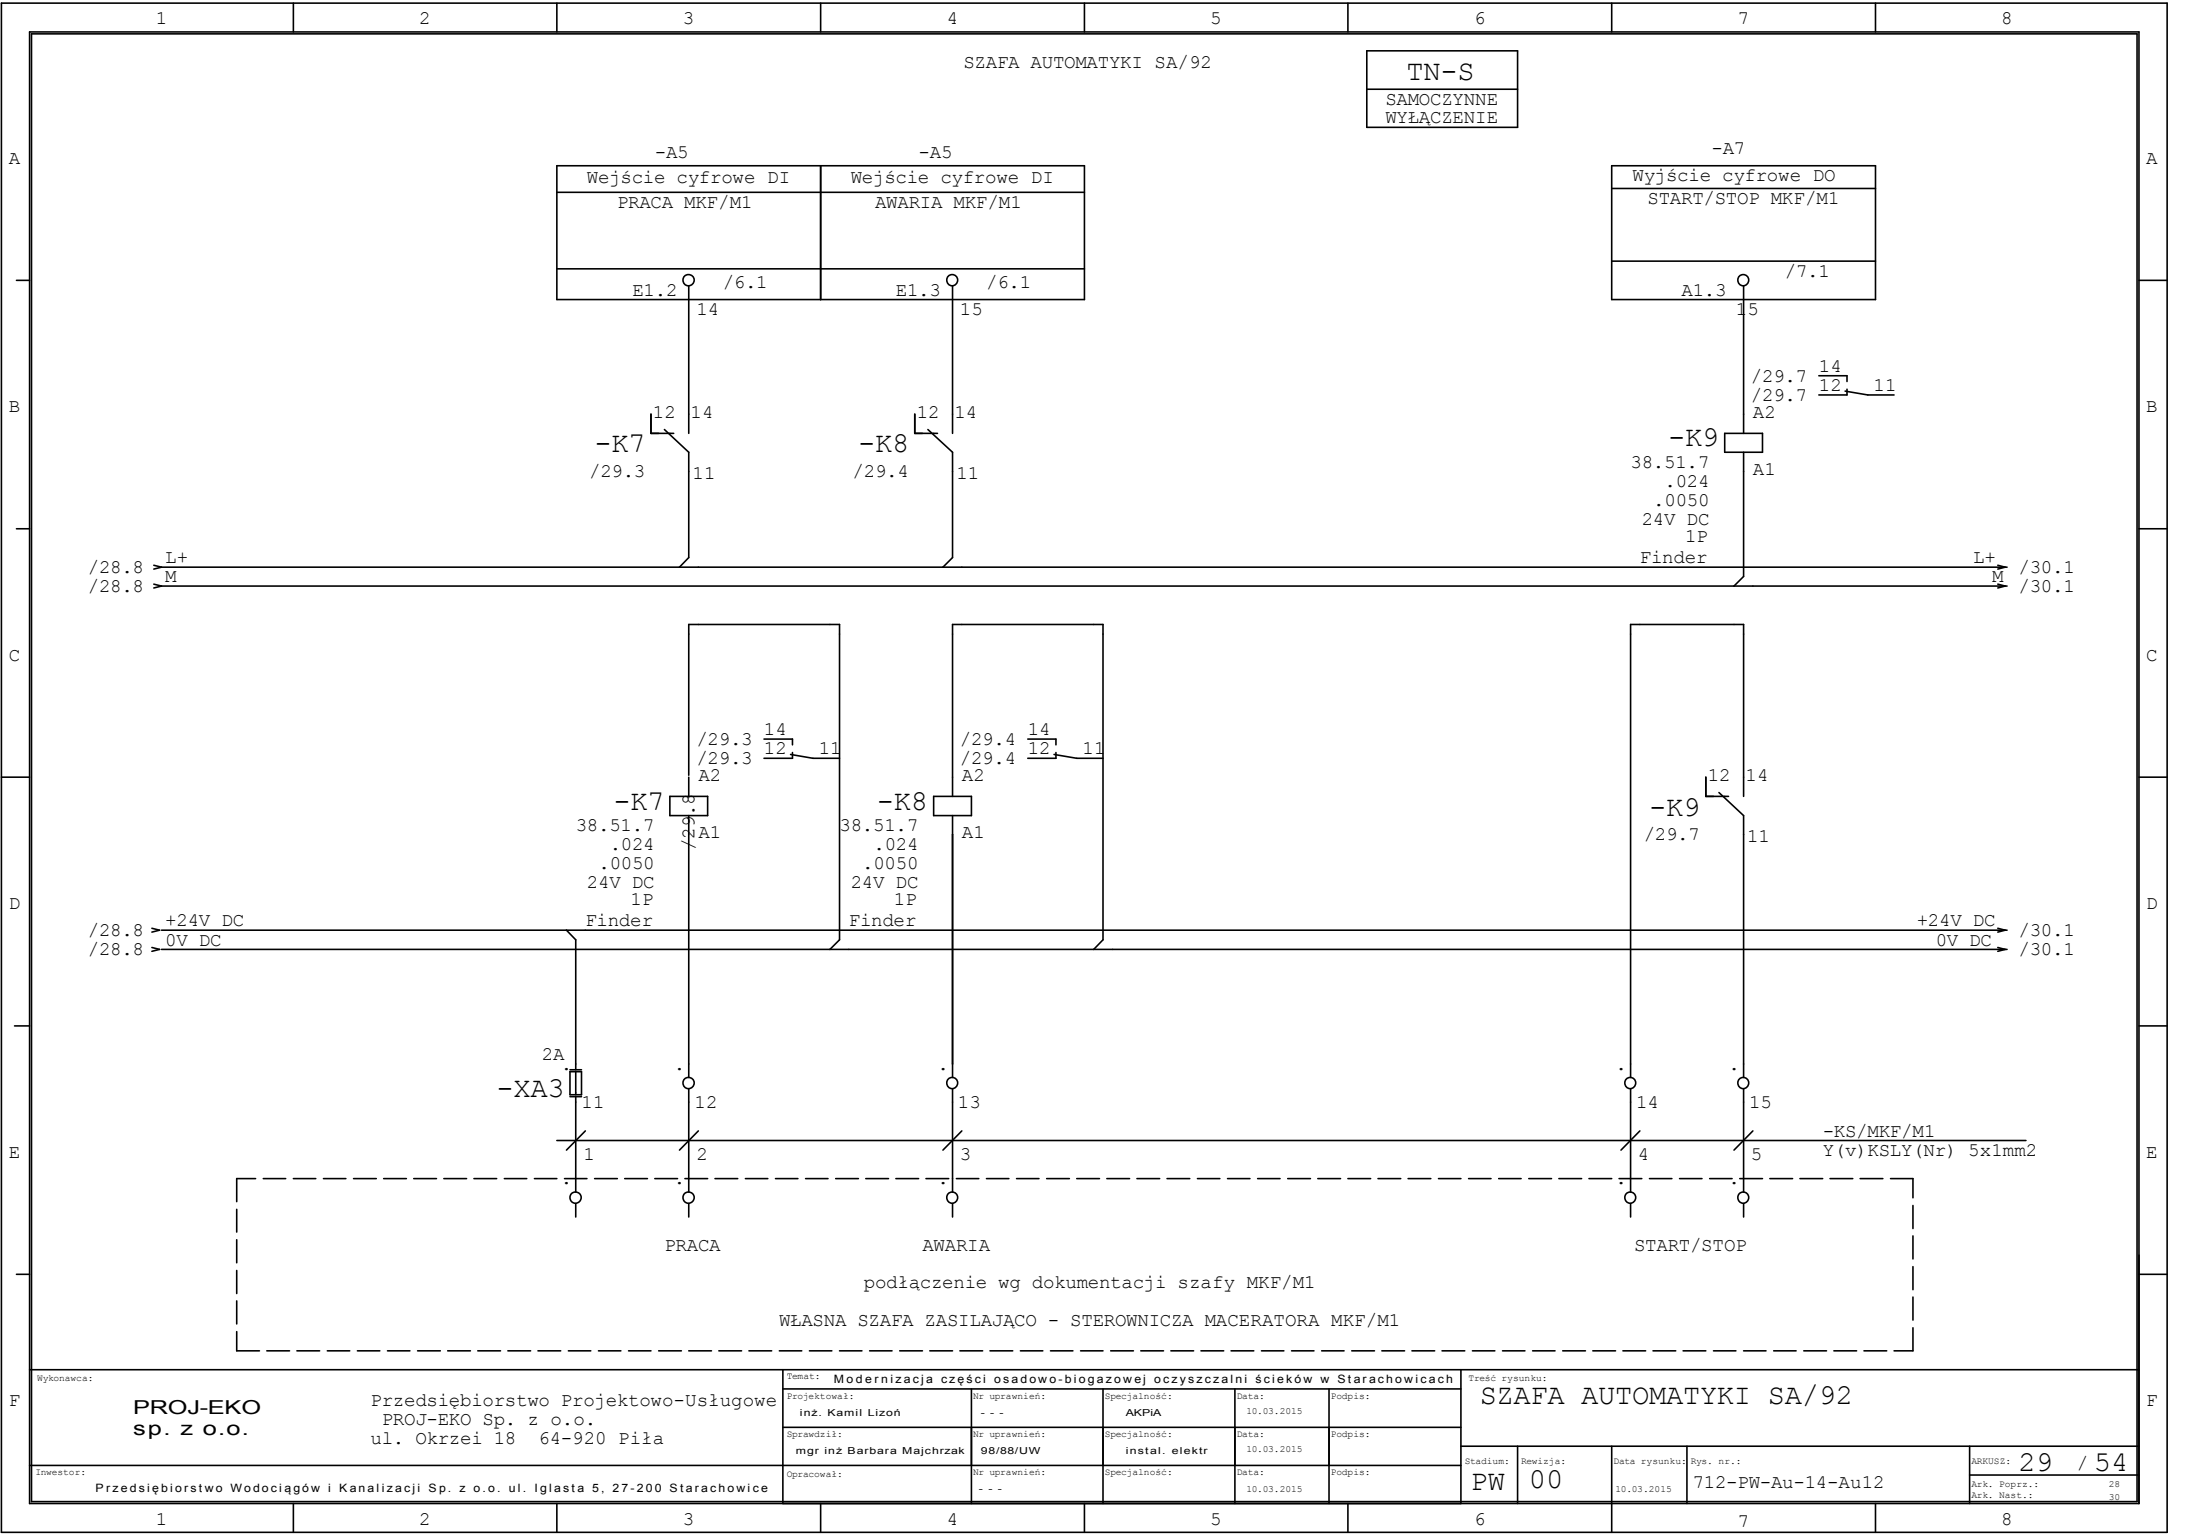 1 2 3 4 5 6 7 8
SZAFA AUTOMATYKI SA/92
TN-S
SAMOCZYNNE
WYŁĄCZENIE
A A
-A5 -A5 -A7
Wejście cyfrowe DI Wejście cyfrowe DI Wyjście cyfrowe DO
PRACA MKF/M1 AWARIA MKF/M1 START/STOP MKF/M1
E1.2 /6.1 E1.3 /6.1 A1.3 /7.1
14 15 15
/29.7 14
/29.7 12 11
B B
12 14 12 14 A2
-K7 -K8 -K9
/29.3 11 /29.4 11 A1
38.51.7
.024
.0050
24V DC
1P
Finder
/28.8 L+ L+ /30.1
/28.8 M M /30.1
C C
/29.3 14 /29.4 14
/29.3 12 11 /29.4 12 11
A2 A2 12 14
-K7 /29.8 -K8 -K9
A1 A1 /29.7 11
38.51.7 38.51.7
.024 .024
.0050 .0050
24V DC 24V DC
1P 1P
Finder Finder
D D
/28.8 +24V DC +24V DC /30.1
/28.8 0V DC 0V DC /30.1
2A
-XA3 11 12 13 14 15
-KS/MKF/M1
E 1 2 3 4 5 Y(v)KSLY(Nr) 5x1mm2 E
PRACA AWARIA START/STOP
podłączenie wg dokumentacji szafy MKF/M1
WŁASNA SZAFA ZASILAJĄCO - STEROWNICZA MACERATORA MKF/M1
F F
Wykonawca:
PROJ-EKO
sp. z o.o.
Przedsiębiorstwo Projektowo-Usługowe
PROJ-EKO Sp. z o.o.
ul. Okrzei 18 64-920 Piła
Inwestor:
Przedsiębiorstwo Wodociągów i Kanalizacji Sp. z o.o. ul. Iglasta 5, 27-200 Starachowice
Temat: Modernizacja części osadowo-biogazowej oczyszczalni ścieków w Starachowicach
Projektował: Nr uprawnień: Specjalność: Data: Podpis:
inż. Kamil Lizoń --- AKPiA 10.03.2015
Sprawdził: Nr uprawnień: Specjalność: Data: Podpis:
mgr inż Barbara Majchrzak 98/88/UW instal. elektr 10.03.2015
Opracował: Nr uprawnień: Specjalność: Data: Podpis:
--- 10.03.2015
Treść rysunku:
SZAFA AUTOMATYKI SA/92
Stadium: Rewizja: Data rysunku: Rys. nr.: ARKUSZ: 29 / 54
PW 00 10.03.2015 712-PW-Au-14-Au12
Ark. Poprz.: 28
Ark. Nast.: 30
1 2 3 4 5 6 7 8